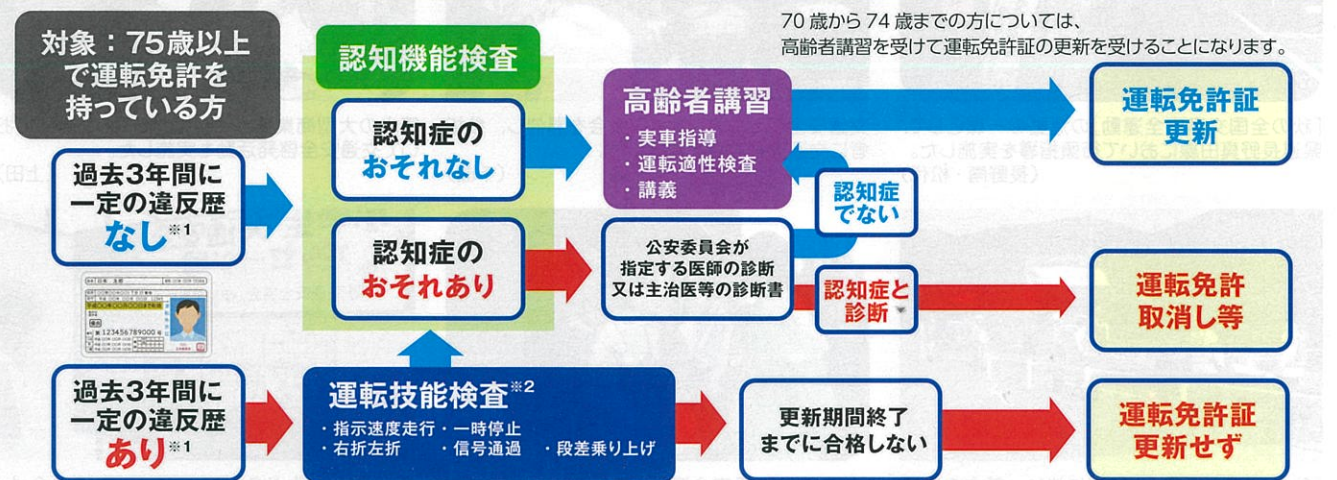 対象：75歳以上
で運転免許を
持っている方
過去3年間に
一定の違反歴
なし※1
過去3年間に
一定の違反歴
あり※1
認知機能検査
認知症の
おそれなし
認知症の
おそれあり
運転技能検査※2
・指示速度走行・一時停止
・右折左折　・信号通過　・段差乗り上げ
70歳から74歳までの方については、
高齢者講習を受けて運転免許証の更新を受けることになります。
高齢者講習
・実車指導
・運転適性検査
・講義
公安委員会が
指定する医師の診断
又は主治医等の診断書
認知症
でない
認知症と
診断
更新期間終了
までに合格しない
運転免許証
更新
運転免許
取消し等
運転免許証
更新せず
123456789000